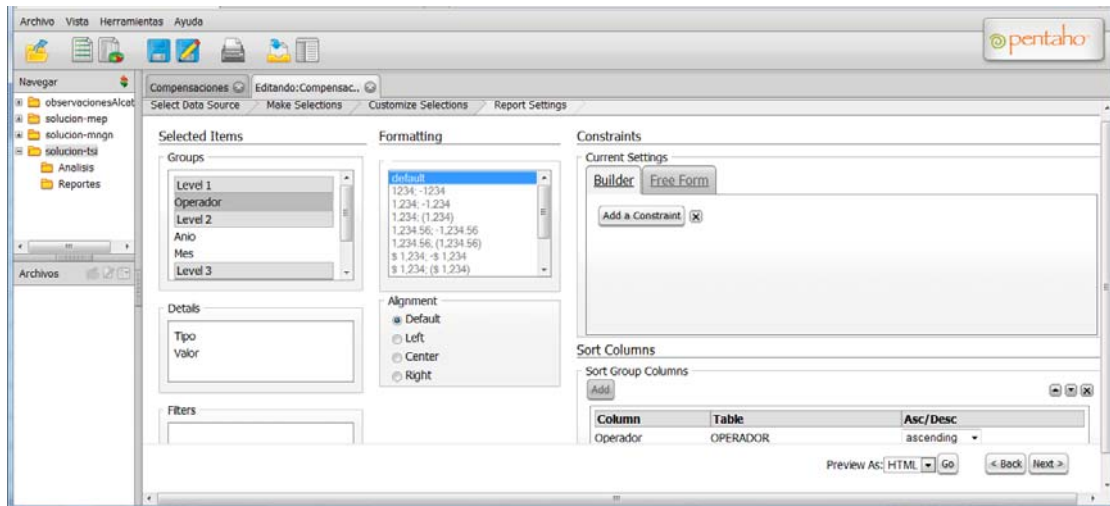 Archivo Vista Herramientas Ayuda
pentaho
Navegar
observacionesAlcat
solucion-mep
solucion-mngn
solucion-tsi
Analisis
Reportes
Archivos
Compensaciones
Editando:Compensac..
Select Data Source
Make Selections
Customize Selections
Report Settings
Selected Items
Groups
Level 1
Operador
Level 2
Anio
Mes
Level 3
Details
Tipo
Valor
Filters
Formatting
default
1234; -1234
1,234; -1,234
1,234; (1,234)
1,234.56; -1,234.56
1,234.56; (1,234.56)
$ 1,234; -$ 1,234
$ 1,234; ($ 1,234)
Alignment
Default
Left
Center
Right
Constraints
Current Settings
Builder
Free Form
Add a Constraint
Sort Columns
Sort Group Columns
Add
Column Table Asc/Desc
Operador OPERADOR ascending
Preview As: HTML Go
< Back Next >